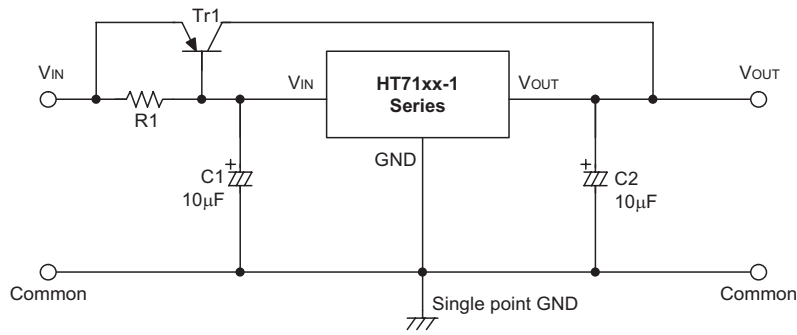 Tr1
VIN
VIN
HT71xx-1
Series
VOUT
VOUT
R1
GND
C1
10μF
C2
10μF
Common
Single point GND
Common